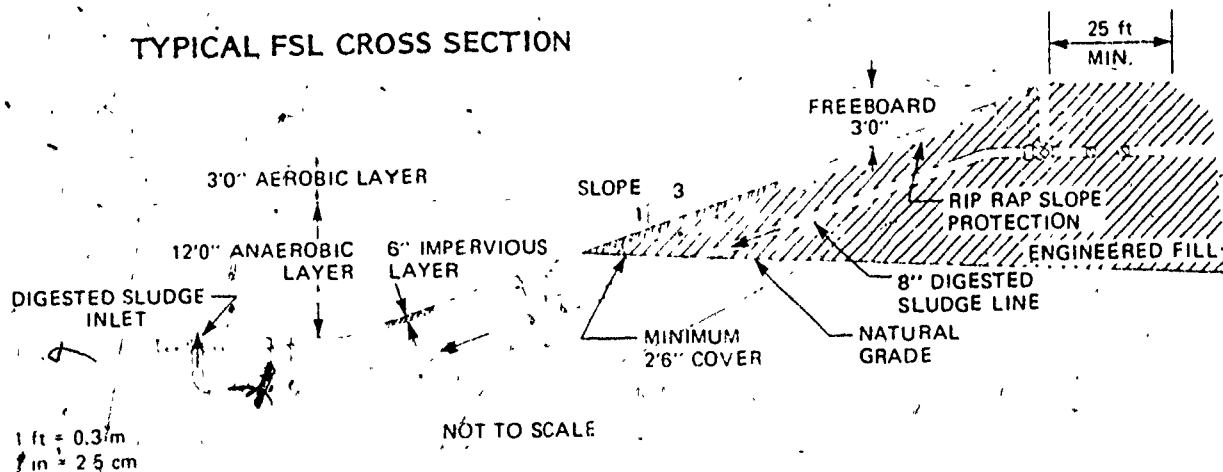 TYPICAL FSL CROSS SECTION
25 ft
MIN.
FREEBOARD
3'0"
3'0" AEROBIC LAYER
SLOPE 3
1
RIP RAP SLOPE
PROTECTION
12'0" ANAEROBIC
LAYER
6" IMPERVIOUS
LAYER
ENGINEERED FILL
DIGESTED SLUDGE
INLET
8" DIGESTED
SLUDGE LINE
MINIMUM
2'6" COVER
NATURAL
GRADE
NOT TO SCALE
1 ft = 0.3 m
1 in = 2.5 cm